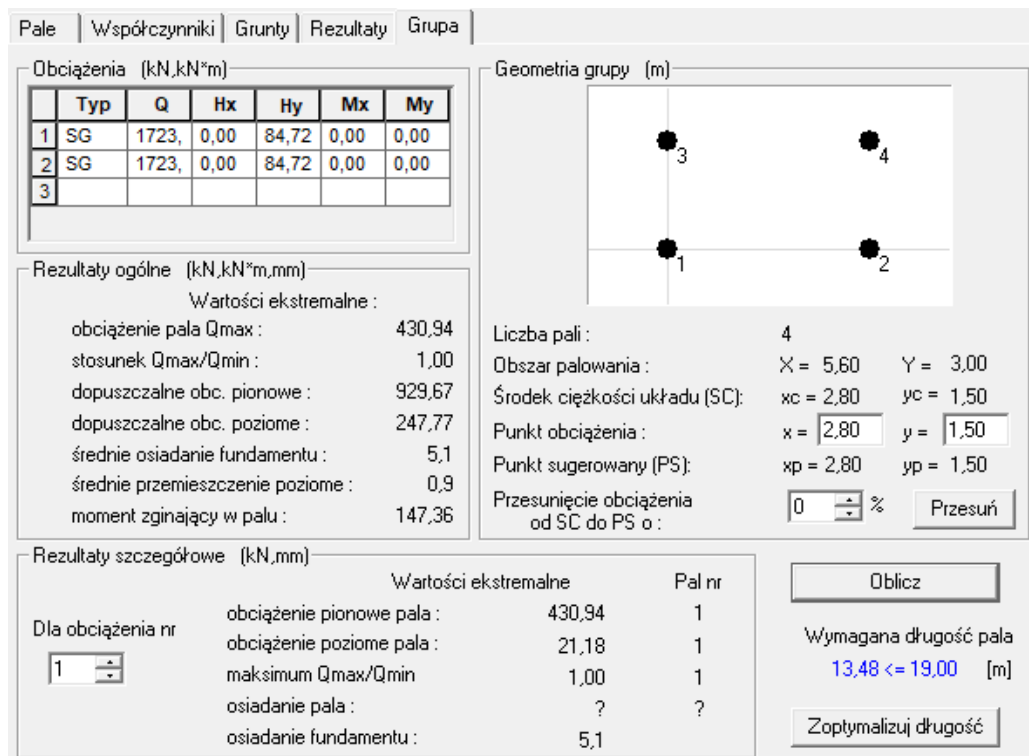 Pale Współczynniki Grunty Rezultaty Grupa
Obciążenia (kN,kN*m)
Typ Q Hx Hy Mx My
1 SG 1723, 0,00 84,72 0,00 0,00
2 SG 1723, 0,00 84,72 0,00 0,00
3
Rezultaty ogólne (kN,kN*m,mm)
Wartości ekstremalne :
obciążenie pala Qmax : 430,94
stosunek Qmax/Qmin : 1,00
dopuszczalne obc. pionowe : 929,67
dopuszczalne obc. poziome : 247,77
średnie osiadanie fundamentu : 5,1
średnie przemieszczenie poziome : 0,9
moment zginający w palu : 147,36
Geometria grupy (m)
3 4
1 2
Liczba pali : 4
Obszar palowania : X = 5,60 Y = 3,00
Środek ciężkości układu (SC): xc = 2,80 yc = 1,50
Punkt obciążenia : x = 2,80 y = 1,50
Punkt sugerowany (PS): xp = 2,80 yp = 1,50
Przesunięcie obciążenia
od SC do PS o : 0 % Przesuń
Rezultaty szczegółowe (kN,mm)
Wartości ekstremalne Pal nr
Dla obciążenia nr
1
obciążenie pionowe pala : 430,94 1
obciążenie poziome pala : 21,18 1
maksimum Qmax/Qmin 1,00 1
osiadanie pala : ? ?
osiadanie fundamentu : 5,1
Oblicz
Wymagana długość pala
13,48 <= 19,00 [m]
Zoptymalizuj długość